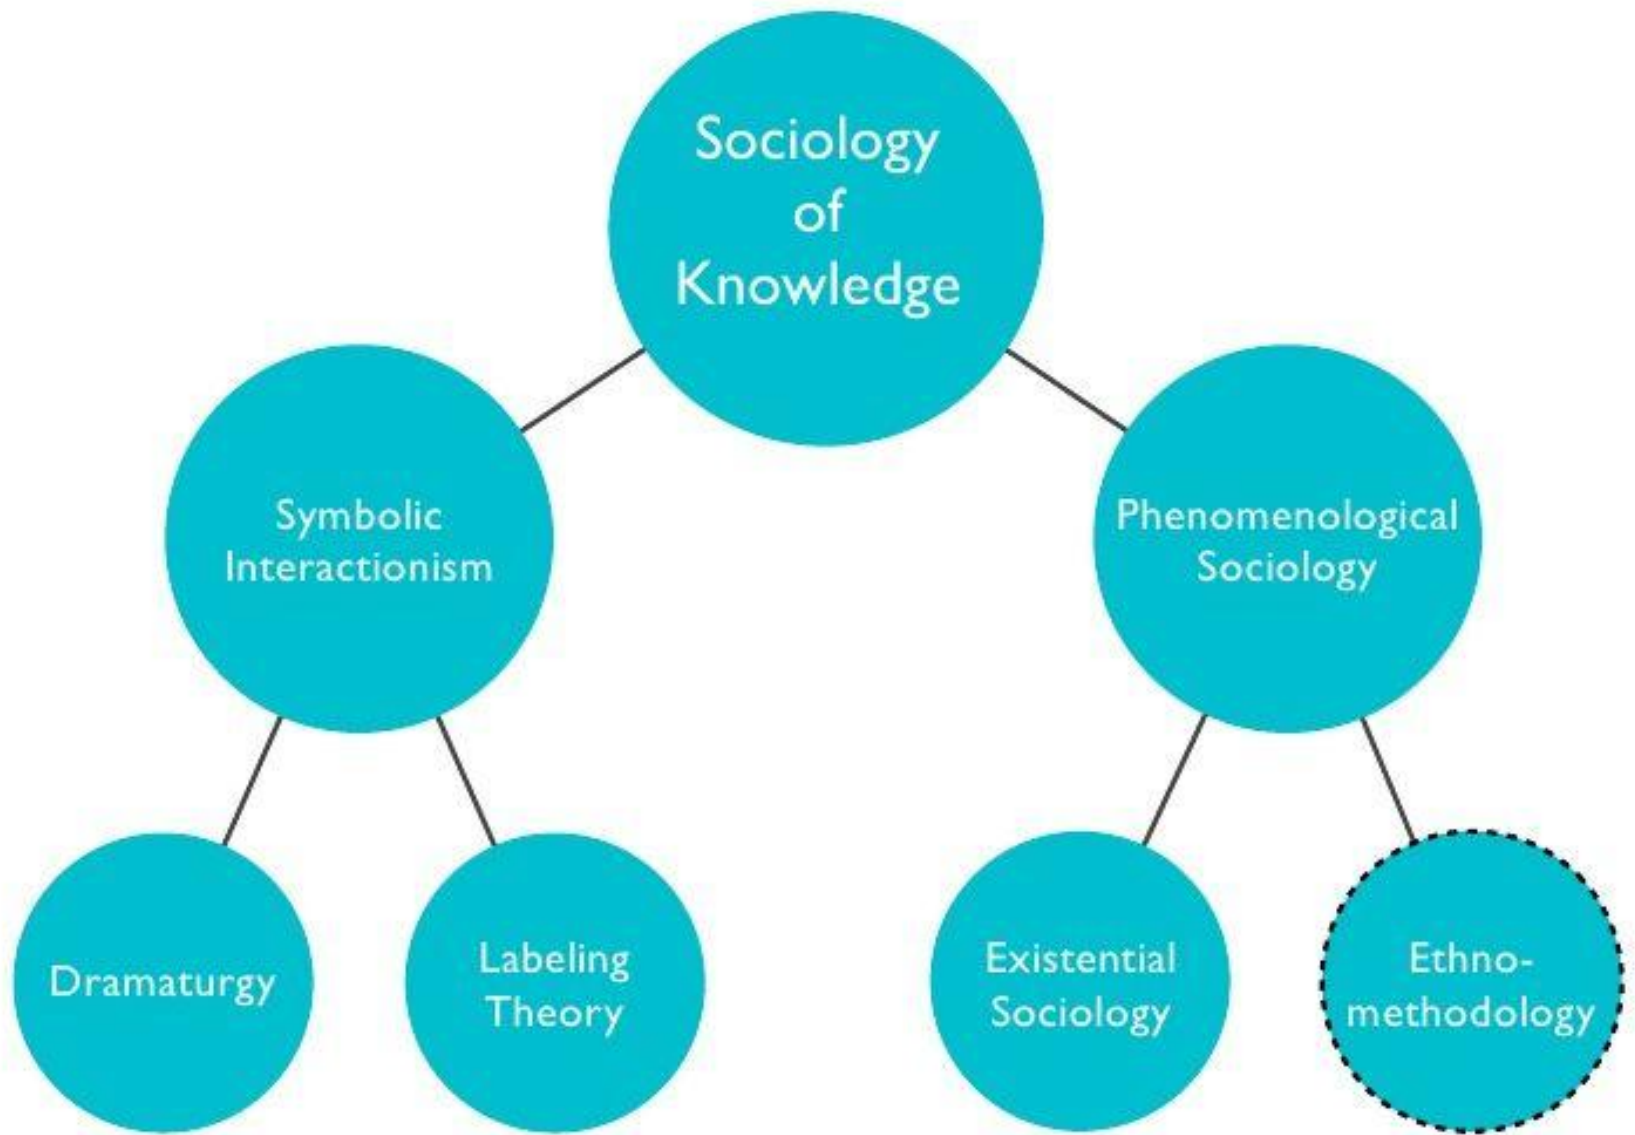 Sociology
of
Knowledge
Symbolic
Interactionism
Phenomenological
Sociology
Dramaturgy
Labeling
Theory
Existential
Sociology
Ethno-
methodology